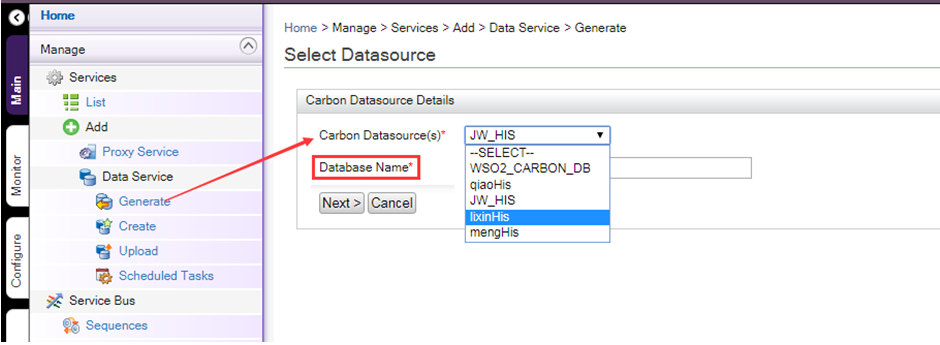 Main
Monitor
Configure
Home
Manage
Services
List
Add
Proxy Service
Data Service
Generate
Create
Upload
Scheduled Tasks
Service Bus
Sequences
Home > Manage > Services > Add > Data Service > Generate
Select Datasource
Carbon Datasource Details
Carbon Datasource(s)* JW_HIS
--SELECT--
WSO2_CARBON_DB
qiaoHis
JW_HIS
lixinHis
mengHis
Database Name*
Next > Cancel